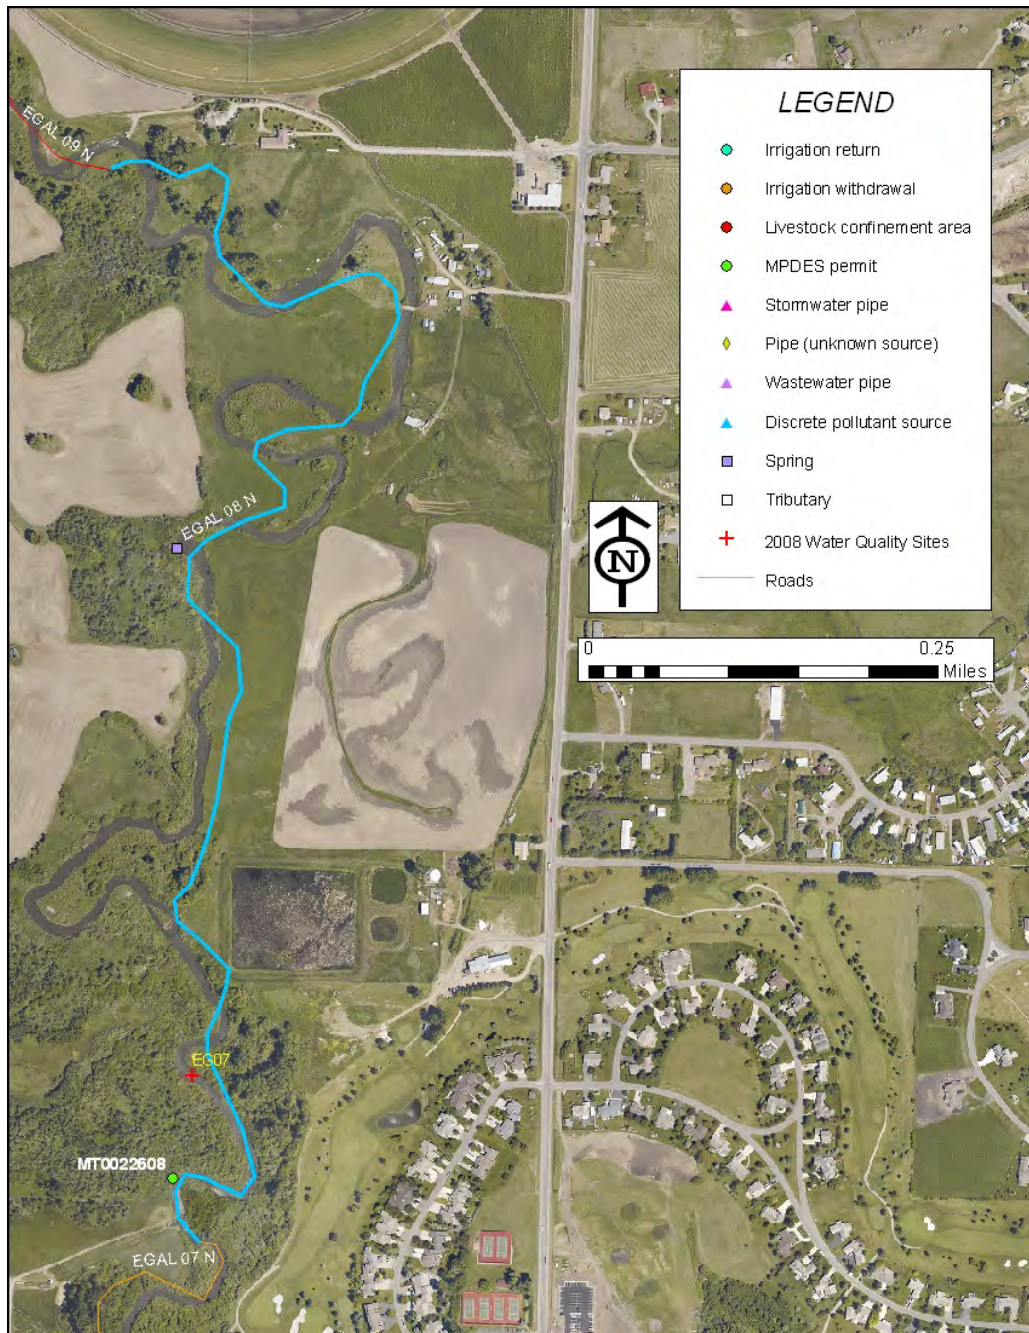 EGAL 09 N
LEGEND
Irrigation return
Irrigation withdrawal
Livestock confinement area
MPDES permit
Stormwater pipe
Pipe (unknown source)
Wastewater pipe
Discrete pollutant source
Spring
Tributary
2008 Water Quality Sites
Roads
EGAL 08 N
N
0 0.25
Miles
EG07
MT0022608
EGAL 07 N